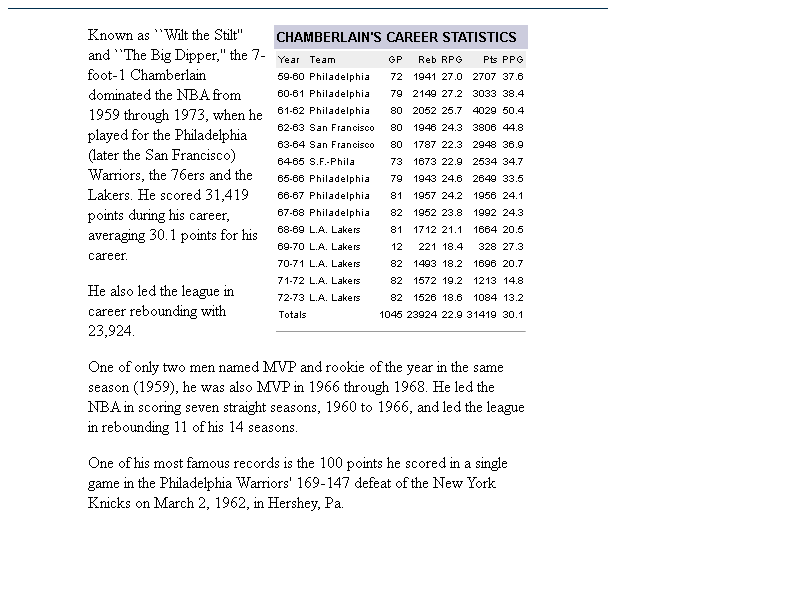 Known as ``Wilt the Stilt''
and ``The Big Dipper,'' the 7-
foot-1 Chamberlain
dominated the NBA from
1959 through 1973, when he
played for the Philadelphia
(later the San Francisco)
Warriors, the 76ers and the
Lakers. He scored 31,419
points during his career,
averaging 30.1 points for his
career.
He also led the league in
career rebounding with
23,924.
CHAMBERLAIN'S CAREER STATISTICS
Year Team GP Reb RPG Pts PPG
59-60 Philadelphia 72 1941 27.0 2707 37.6
60-61 Philadelphia 79 2149 27.2 3033 38.4
61-62 Philadelphia 80 2052 25.7 4029 50.4
62-63 San Francisco 80 1946 24.3 3806 44.8
63-64 San Francisco 80 1787 22.3 2948 36.9
64-65 S.F.-Phila 73 1673 22.9 2534 34.7
65-66 Philadelphia 79 1943 24.6 2649 33.5
66-67 Philadelphia 81 1957 24.2 1956 24.1
67-68 Philadelphia 82 1952 23.8 1992 24.3
68-69 L.A. Lakers 81 1712 21.1 1664 20.5
69-70 L.A. Lakers 12 221 18.4 328 27.3
70-71 L.A. Lakers 82 1493 18.2 1696 20.7
71-72 L.A. Lakers 82 1572 19.2 1213 14.8
72-73 L.A. Lakers 82 1526 18.6 1084 13.2
Totals 1045 23924 22.9 31419 30.1
One of only two men named MVP and rookie of the year in the same
season (1959), he was also MVP in 1966 through 1968. He led the
NBA in scoring seven straight seasons, 1960 to 1966, and led the league
in rebounding 11 of his 14 seasons.
One of his most famous records is the 100 points he scored in a single
game in the Philadelphia Warriors' 169-147 defeat of the New York
Knicks on March 2, 1962, in Hershey, Pa.